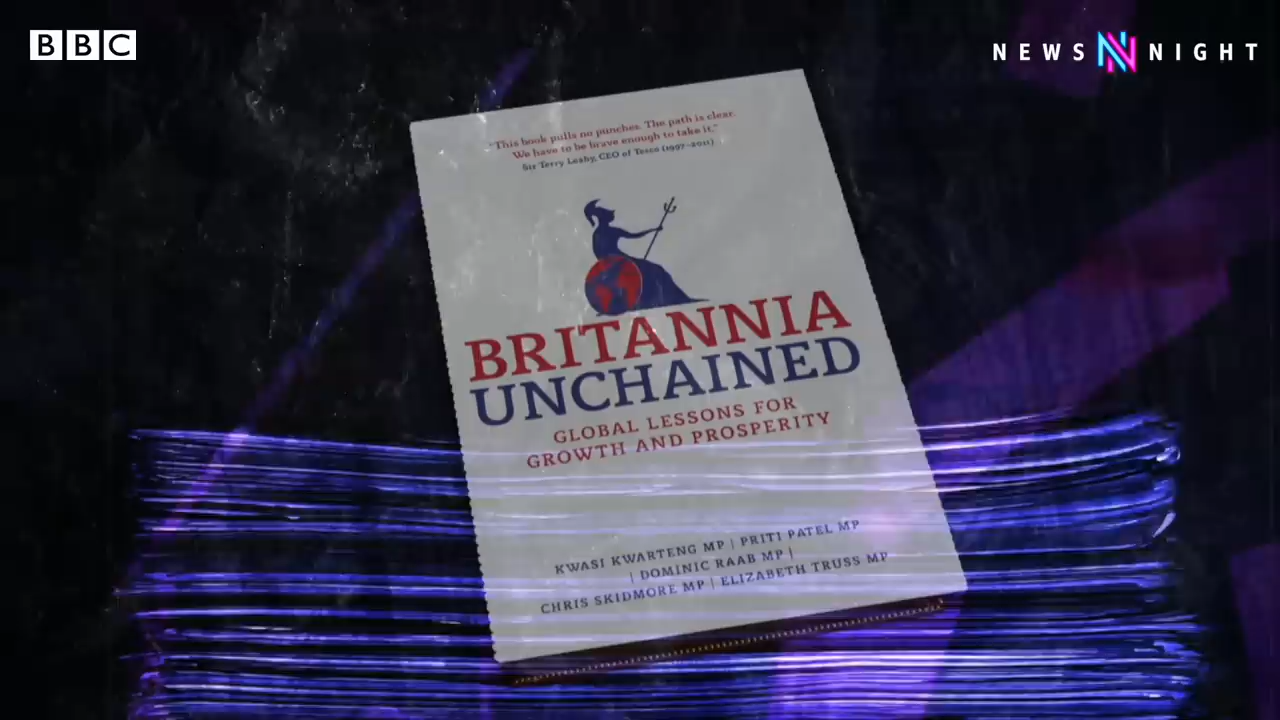 BBC
NEWS NIGHT
"This book pulls no punches. The path is clear.
We have to be brave enough to take it."
Sir Terry Leahy, CEO of Tesco (1997–2011)
BRITANNIA
UNCHAINED
GLOBAL LESSONS FOR
GROWTH AND PROSPERITY
KWASI KWARTENG MP | PRITI PATEL MP
| DOMINIC RAAB MP |
CHRIS SKIDMORE MP | ELIZABETH TRUSS MP